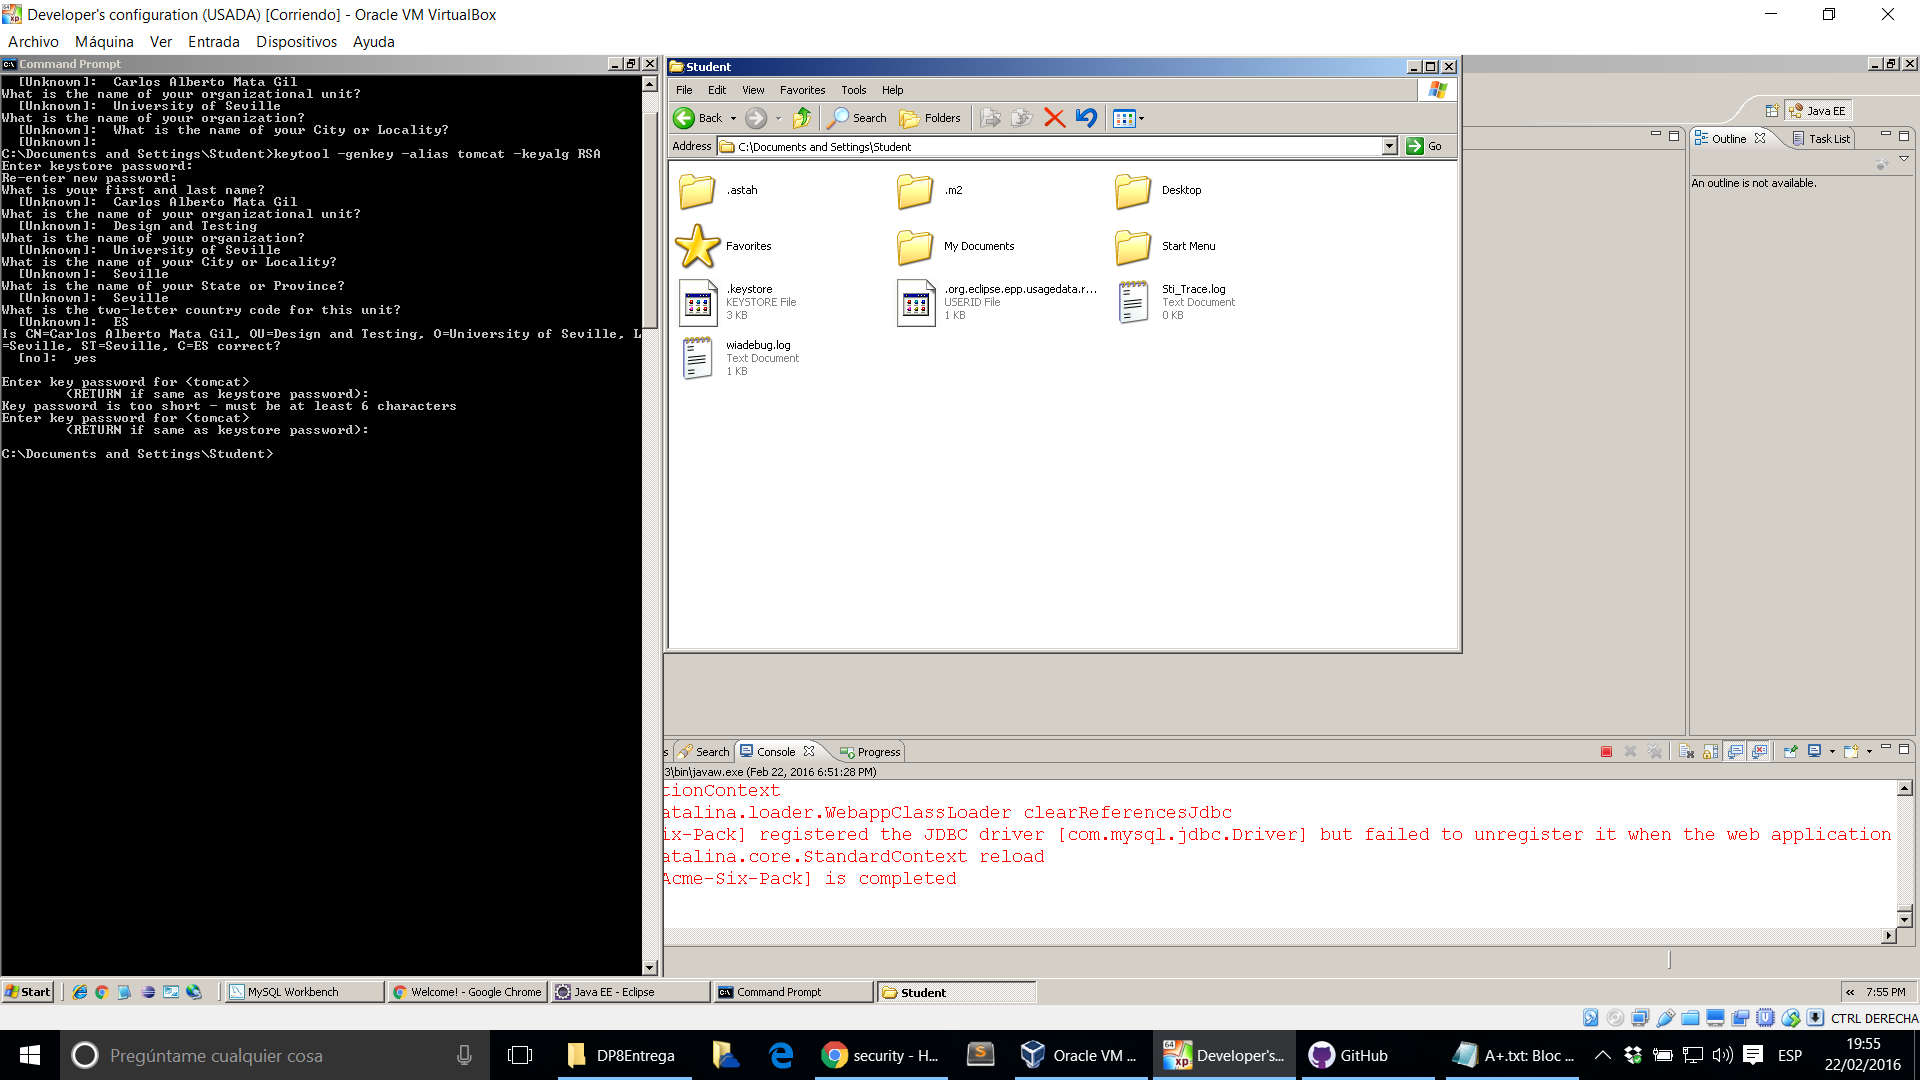 Developer's configuration (USADA) [Corriendo] - Oracle VM VirtualBox
Archivo Máquina Ver Entrada Dispositivos Ayuda
Command Prompt
[Unknown]: Carlos Alberto Mata Gil
What is the name of your organizational unit?
[Unknown]: University of Seville
What is the name of your organization?
[Unknown]: What is the name of your City or Locality?
[Unknown]:
C:\Documents and Settings\Student>keytool -genkey -alias tomcat -keyalg RSA
Enter keystore password:
Re-enter new password:
What is your first and last name?
[Unknown]: Carlos Alberto Mata Gil
What is the name of your organizational unit?
[Unknown]: Design and Testing
What is the name of your organization?
[Unknown]: University of Seville
What is the name of your City or Locality?
[Unknown]: Seville
What is the name of your State or Province?
[Unknown]: Seville
What is the two-letter country code for this unit?
[Unknown]: ES
Is CN=Carlos Alberto Mata Gil, OU=Design and Testing, O=University of Seville, L
=Seville, ST=Seville, C=ES correct?
[no]: yes
Enter key password for <tomcat>
(RETURN if same as keystore password):
Key password is too short - must be at least 6 characters
Enter key password for <tomcat>
(RETURN if same as keystore password):
C:\Documents and Settings\Student>
Student
File Edit View Favorites Tools Help
Back Search Folders
Address C:\Documents and Settings\Student Go
.astah
.m2
Desktop
Favorites
My Documents
Start Menu
.keystore
KEYSTORE File
3 KB
.org.eclipse.epp.usagedata.r...
USERID File
1 KB
Sti_Trace.log
Text Document
0 KB
wiadebug.log
Text Document
1 KB
Java EE
Outline Task List
An outline is not available.
s Search Console Progress
3\bin\javaw.exe (Feb 22, 2016 6:51:28 PM)
tionContext
atalina.loader.WebappClassLoader clearReferencesJdbc
ix-Pack] registered the JDBC driver [com.mysql.jdbc.Driver] but failed to unregister it when the web application
atalina.core.StandardContext reload
Acme-Six-Pack] is completed
Start MySQL Workbench Welcome! - Google Chrome Java EE - Eclipse Command Prompt Student « 7:55 PM
CTRL DERECHA
Pregúntame cualquier cosa DP8Entrega security - H... Oracle VM ... 64 xp Developer's... GitHub A+.txt: Bloc ... ESP 19:55
22/02/2016